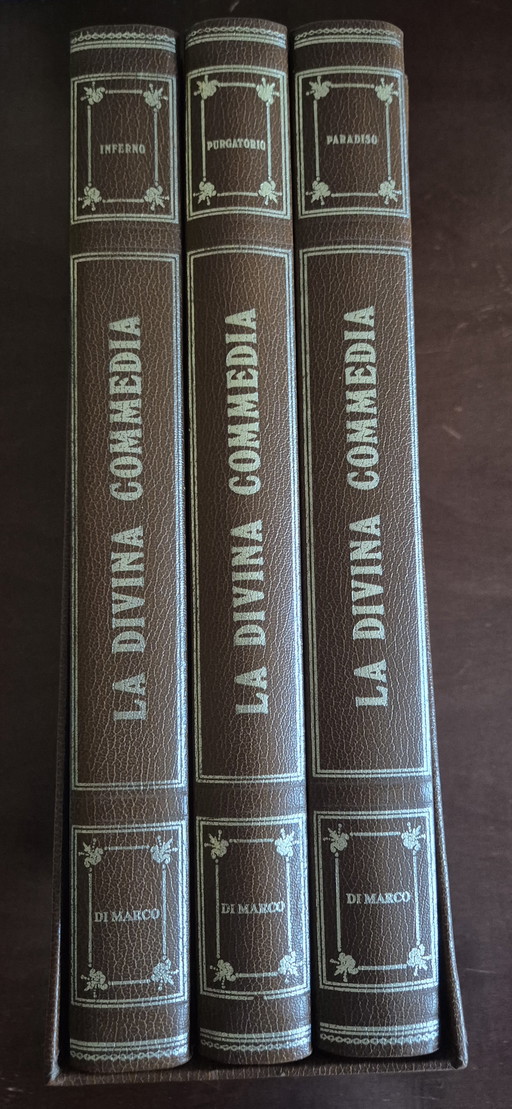 INFERNO
LA DIVINA COMMEDIA
DI MARCO
PURGATORIO
LA DIVINA COMMEDIA
DI MARCO
PARADISO
LA DIVINA COMMEDIA
DI MARCO